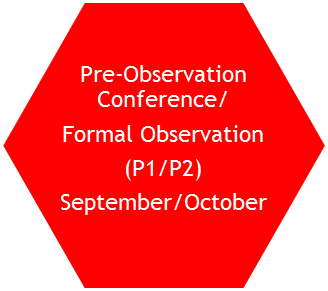 Pre-Observation
Conference/
Formal Observation
(P1/P2)
September/October